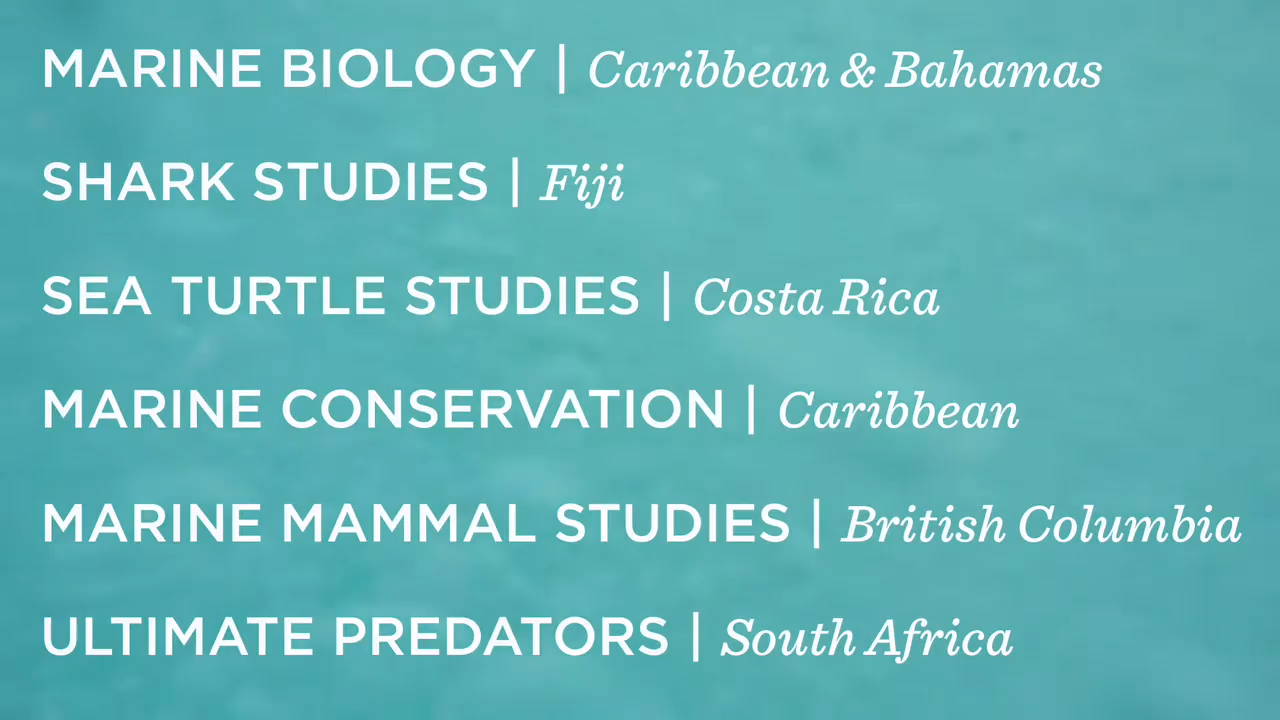 MARINE BIOLOGY | Caribbean & Bahamas
SHARK STUDIES | Fiji
SEA TURTLE STUDIES | Costa Rica
MARINE CONSERVATION | Caribbean
MARINE MAMMAL STUDIES | British Columbia
ULTIMATE PREDATORS | South Africa